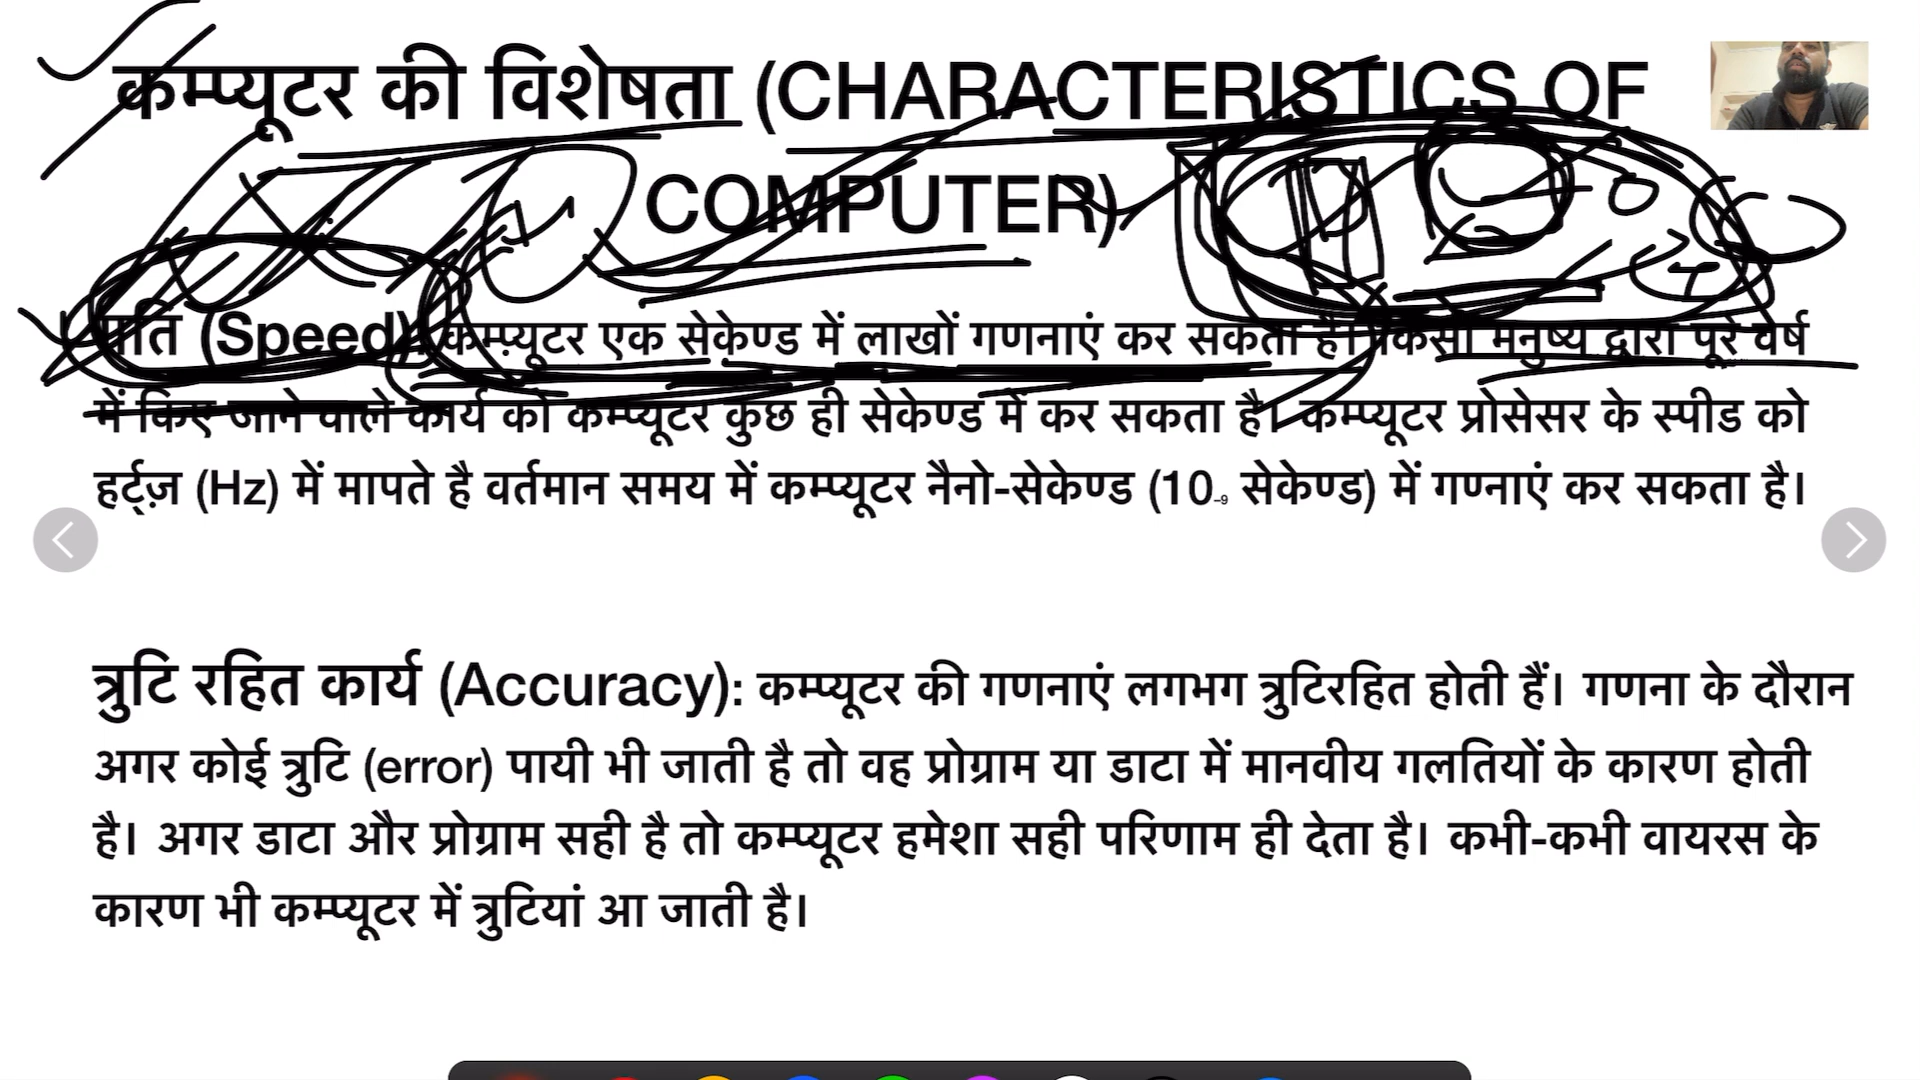 कम्प्यूटर की विशेषता (CHARACTERISTICS OF
COMPUTER)
गति (Speed): कम्प्यूटर एक सेकेण्ड में लाखों गणनाएं कर सकता है। किसी मनुष्य द्वारा पूरे वर्ष
में किए जाने वाले कार्य को कम्प्यूटर कुछ ही सेकेण्ड में कर सकता है। कम्प्यूटर प्रोसेसर के स्पीड को
हर्ट्ज़ (Hz) में मापते है वर्तमान समय में कम्प्यूटर नैनो-सेकेण्ड (10-9 सेकेण्ड) में गण्नाएं कर सकता है।
त्रुटि रहित कार्य (Accuracy): कम्प्यूटर की गणनाएं लगभग त्रुटिरहित होती हैं। गणना के दौरान
अगर कोई त्रुटि (error) पायी भी जाती है तो वह प्रोग्राम या डाटा में मानवीय गलतियों के कारण होती
है। अगर डाटा और प्रोग्राम सही है तो कम्प्यूटर हमेशा सही परिणाम ही देता है। कभी-कभी वायरस के
कारण भी कम्प्यूटर में त्रुटियां आ जाती है।